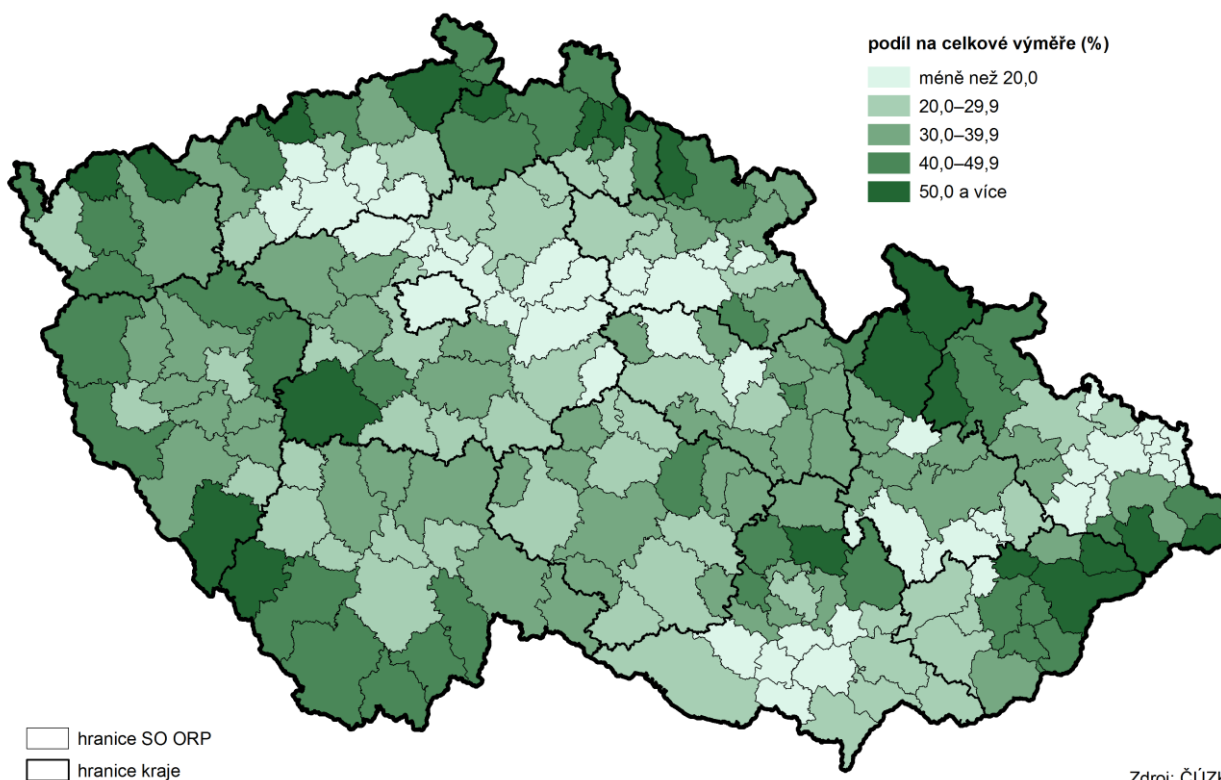 podíl na celkové výměře (%)
méně než 20,0
20,0–29,9
30,0–39,9
40,0–49,9
50,0 a více
hranice SO ORP
hranice kraje
Zdroj: